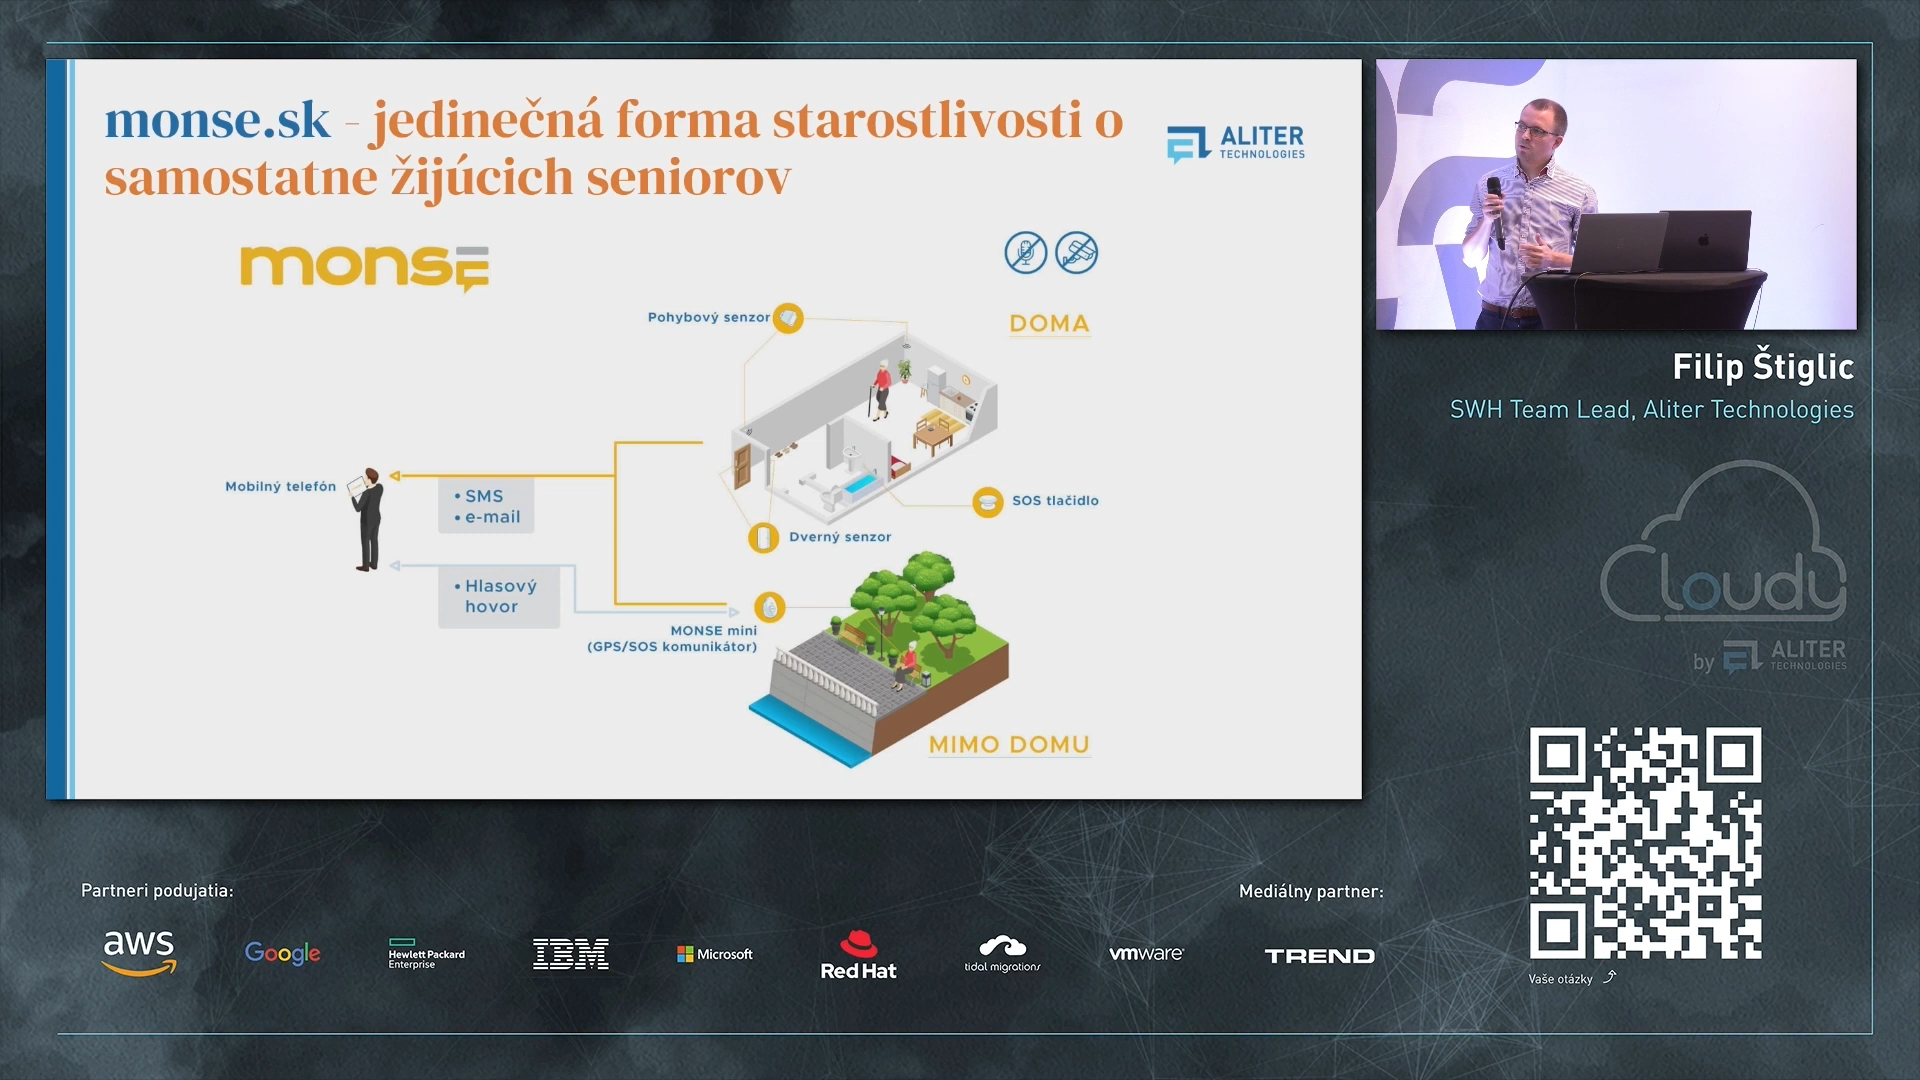 monse.sk - jedinečná forma starostlivosti o
samostatne žijúcich seniorov
ALITER
TECHNOLOGIES
monse
DOMA
Pohybový senzor
Mobilný telefón
• SMS
• e-mail
SOS tlačidlo
Dverný senzor
• Hlasový
hovor
MONSE mini
(GPS/SOS komunikátor)
MIMO DOMU
Filip Štiglic
SWH Team Lead, Aliter Technologies
Cloudy
by ALITER
TECHNOLOGIES
Vaše otázky
Partneri podujatia:
Mediálny partner:
aws
Google
Hewlett Packard
Enterprise
IBM
Microsoft
Red Hat
tidal migrations
vmware
TREND